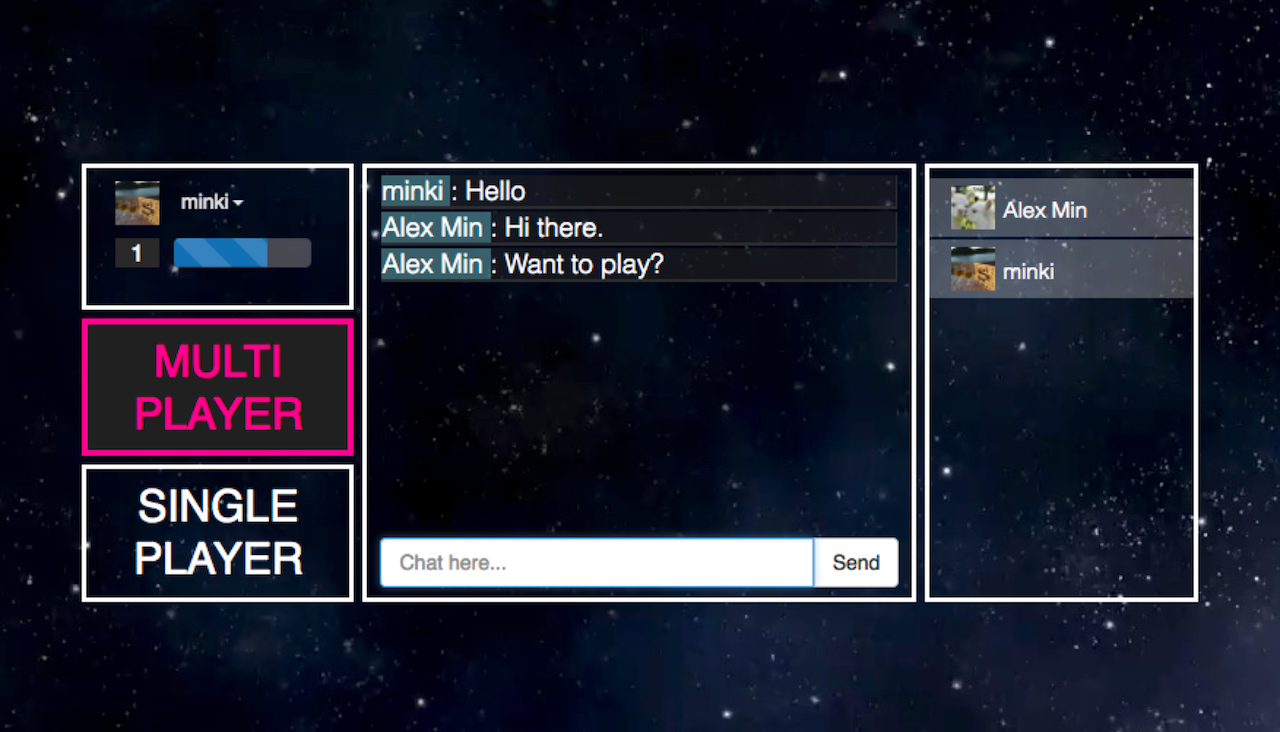 minki
1
MULTI
PLAYER
SINGLE
PLAYER
minki : Hello
Alex Min : Hi there.
Alex Min : Want to play?
Chat here...
Send
Alex Min
minki